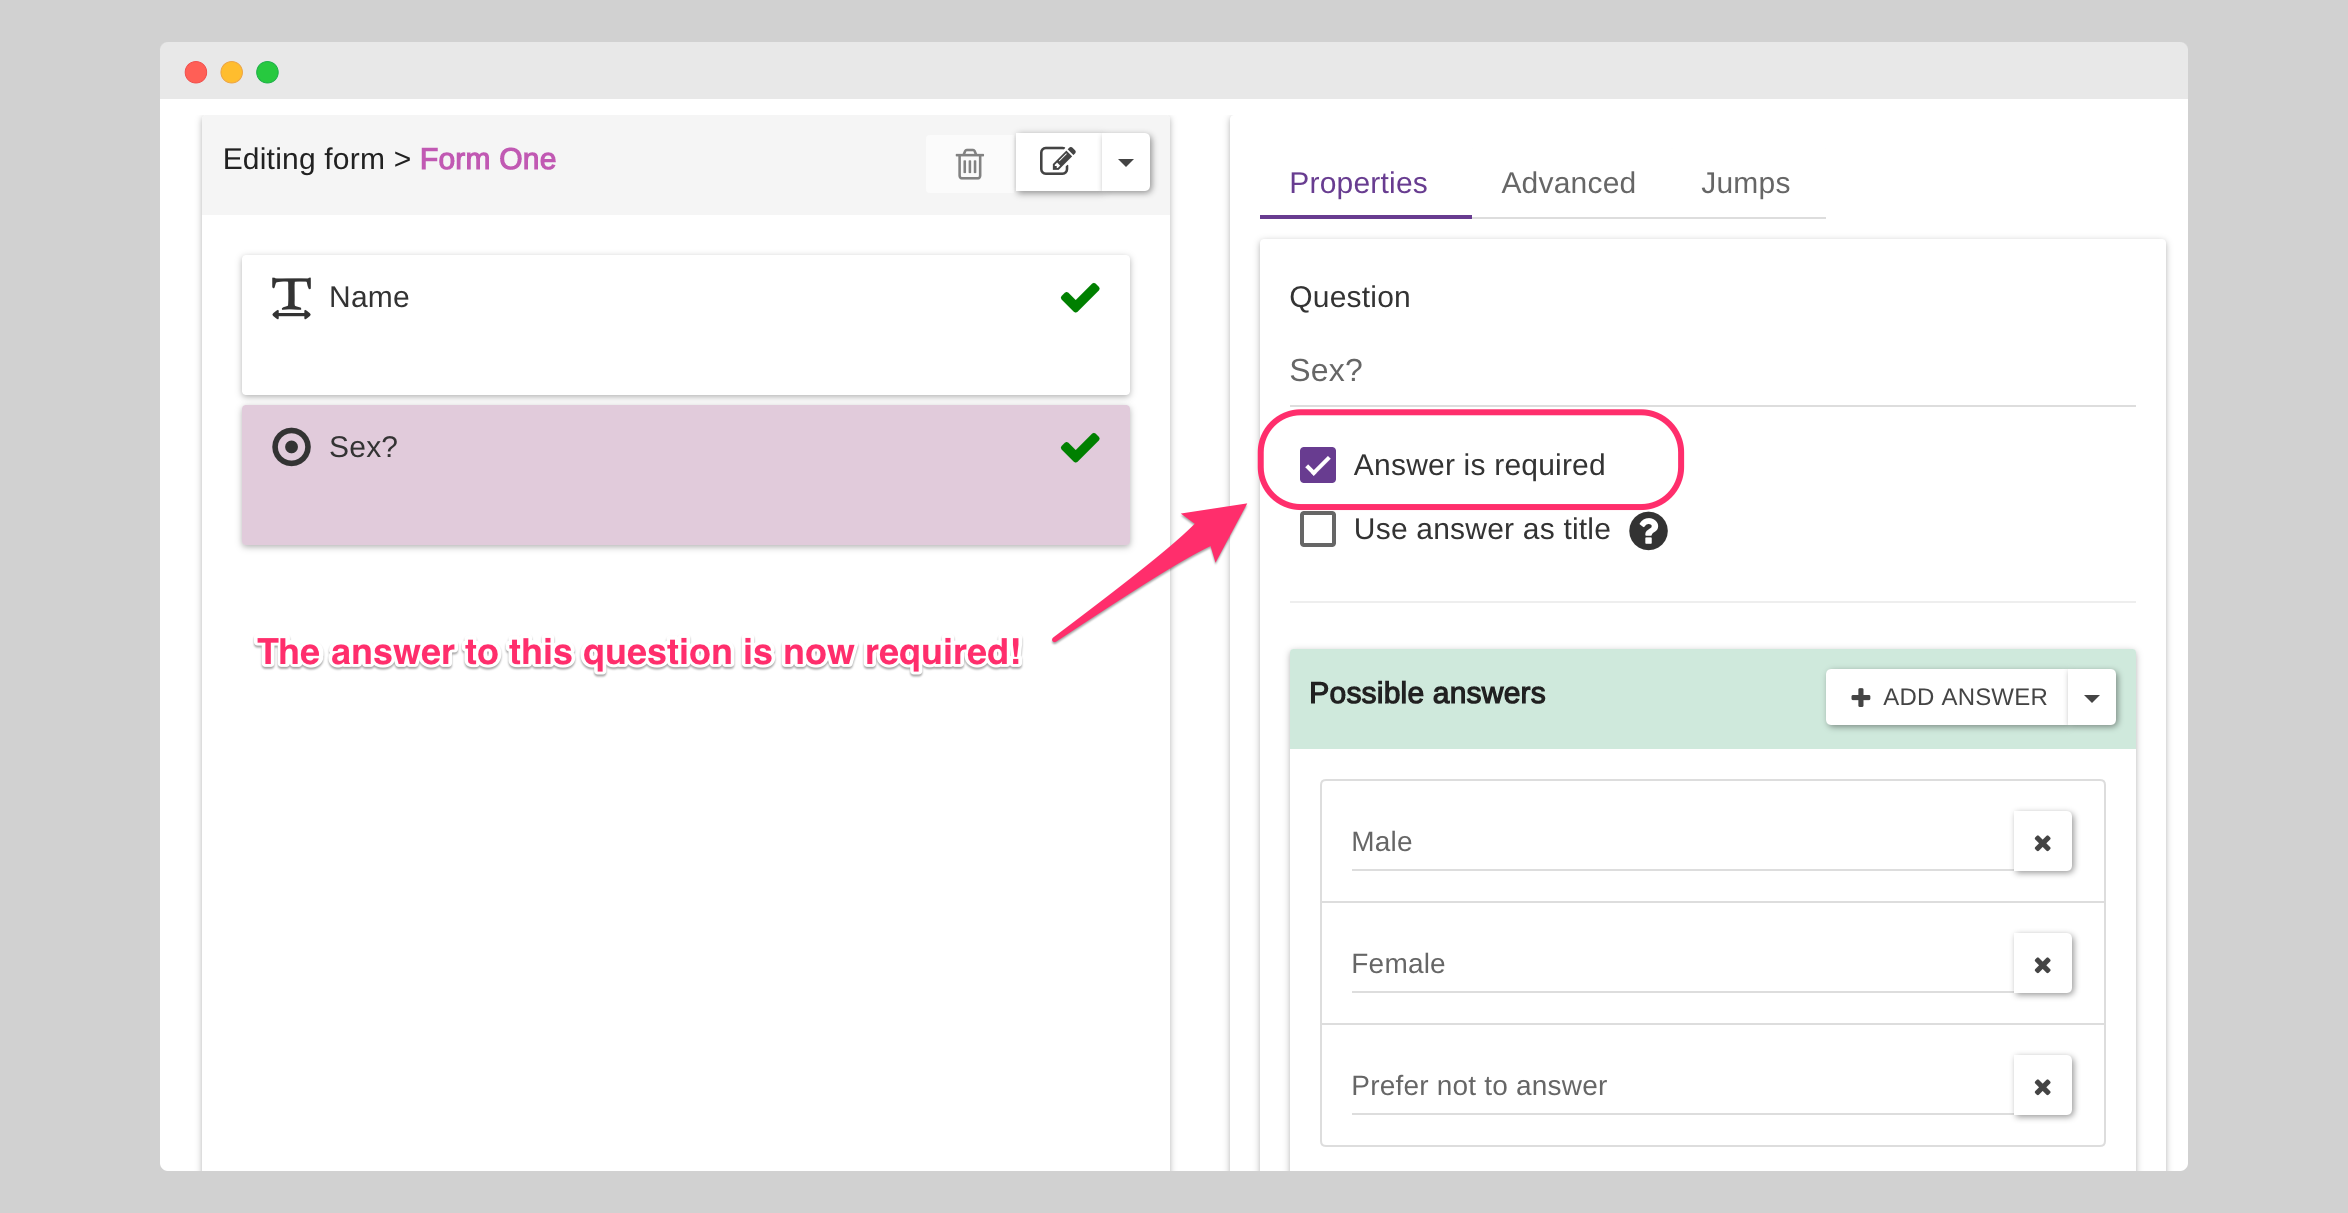 Editing form > Form One
Name
Sex?
The answer to this question is now required!
Properties Advanced Jumps
Question
Sex?
Answer is required
Use answer as title
Possible answers
ADD ANSWER
Male
Female
Prefer not to answer